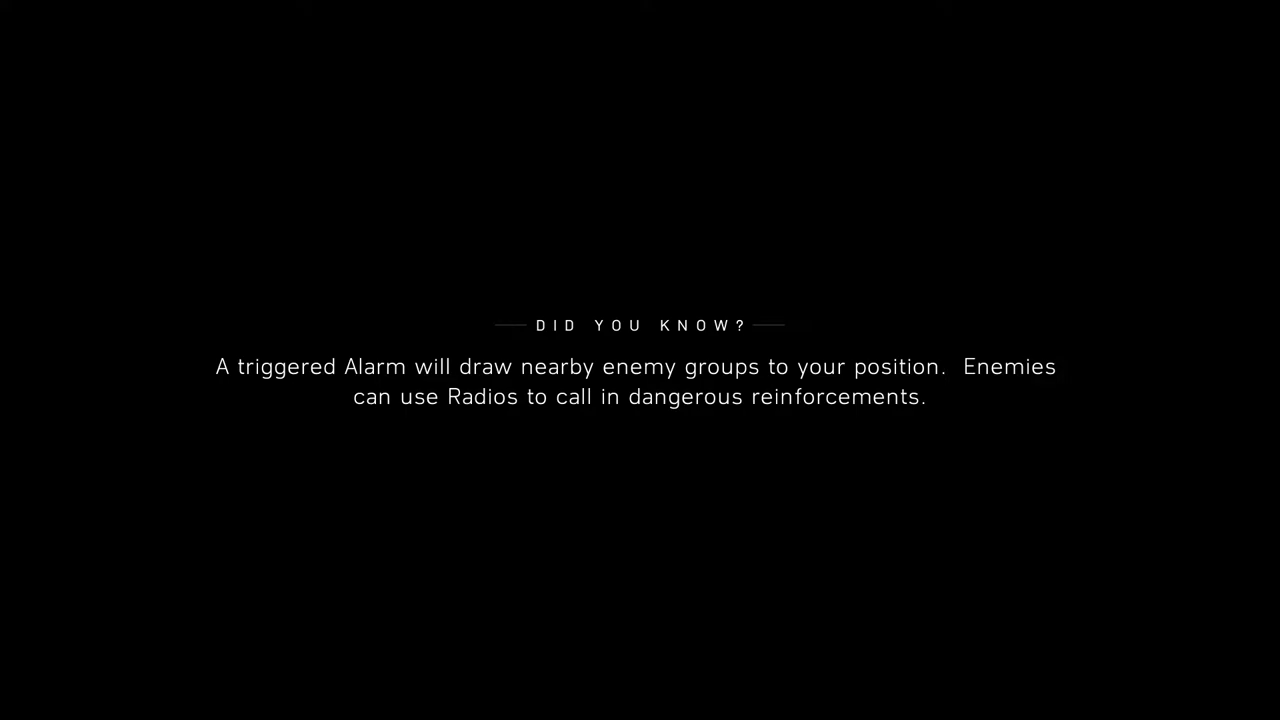 DID YOU KNOW?
A triggered Alarm will draw nearby enemy groups to your position.  Enemies
can use Radios to call in dangerous reinforcements.